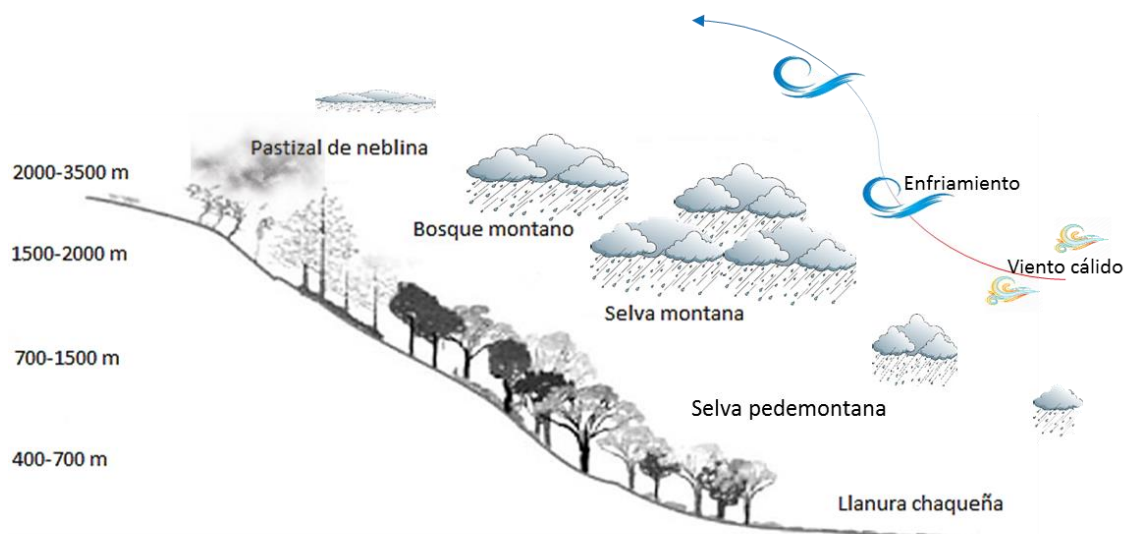 Pastizal de neblina
2000-3500 m
Enfriamiento
Bosque montano
1500-2000 m
Viento cálido
Selva montana
700-1500 m
Selva pedemontana
400-700 m
Llanura chaqueña